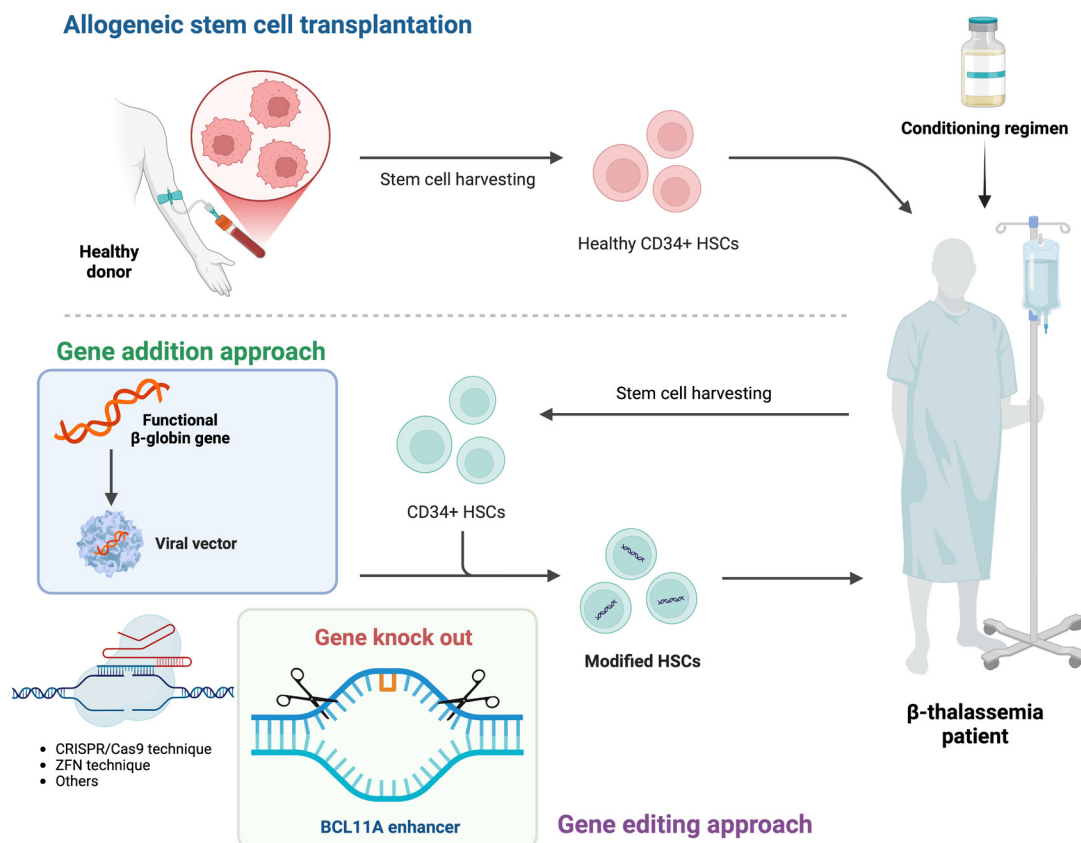 Allogeneic stem cell transplantation
Conditioning regimen
Stem cell harvesting
Healthy
donor
Healthy CD34+ HSCs
Gene addition approach
Functional
β-globin gene
Viral vector
Stem cell harvesting
CD34+ HSCs
Modified HSCs
β-thalassemia
patient
Gene knock out
• CRISPR/Cas9 technique
• ZFN technique
• Others
BCL11A enhancer
Gene editing approach